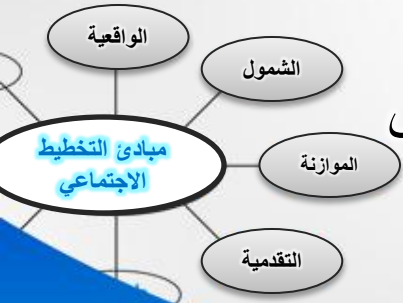 الواقعية
الشمول
مبادئ التخطيط
الاجتماعي
الموازنة
التقدمية